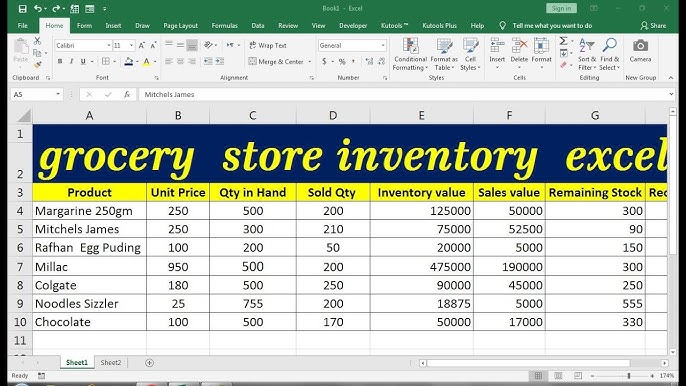 Book1 - Excel
Sign in
File Home Insert Draw Page Layout Formulas Data Review View Developer Kutools ™ Kutools Plus Help Tell me what you want to do
Calibri 11 A A Wrap Text General Conditional Formatting Format as Table Cell Styles Insert Delete Format Sort & Filter Find & Select Camera
Paste B I U A Merge & Center $ % ,
Clipboard Font Alignment Number Styles Cells Editing New Group
A5 fx Mitchels James
A B C D E F G
1
2 grocery store inventory excel
3 Product Unit Price Qty in Hand Sold Qty Inventory value Sales value Remaining Stock Rec
4 Margarine 250gm 250 500 200 125000 50000 300
5 Mitchels James 250 300 210 75000 52500 90
6 Rafhan Egg Puding 100 200 50 20000 5000 150
7 Millac 950 500 200 475000 190000 300
8 Colgate 180 500 250 90000 45000 250
9 Noodles Sizzler 25 755 200 18875 5000 555
10 Chocolate 100 500 170 50000 17000 330
11
Sheet1 Sheet2
Ready 174%